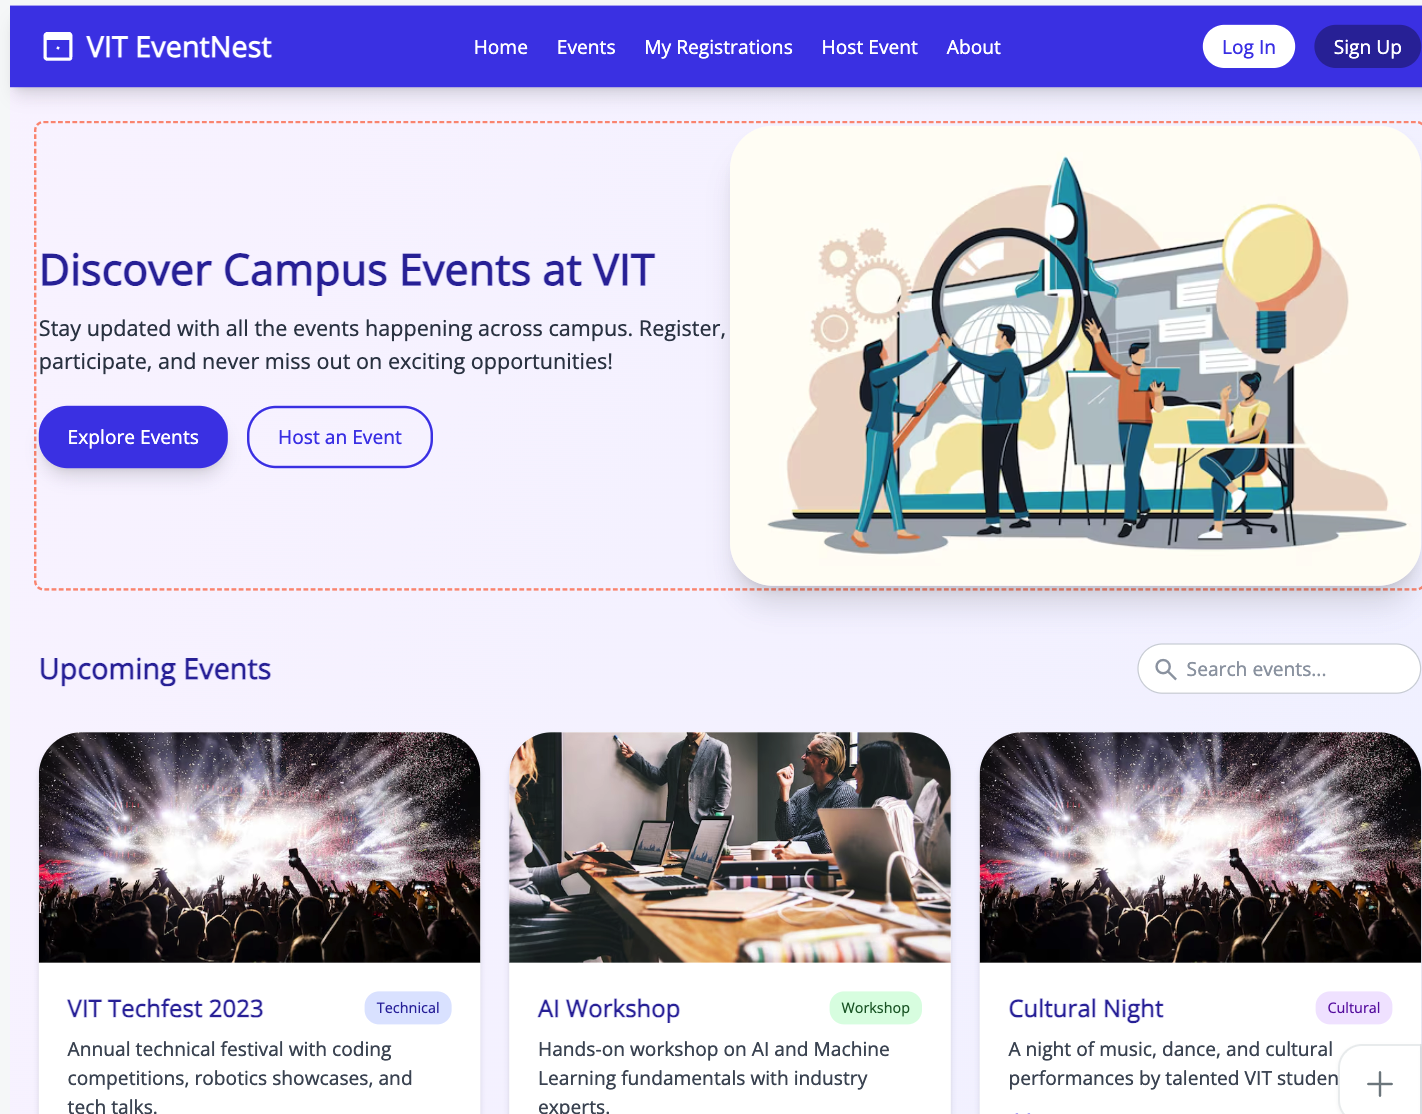 VIT EventNest
Home
Events
My Registrations
Host Event
About
Log In
Sign Up
Discover Campus Events at VIT
Stay updated with all the events happening across campus. Register,
participate, and never miss out on exciting opportunities!
Explore Events
Host an Event
Upcoming Events
Search events...
VIT Techfest 2023
Technical
Annual technical festival with coding
competitions, robotics showcases, and
tech talks.
AI Workshop
Workshop
Hands-on workshop on AI and Machine
Learning fundamentals with industry
experts.
Cultural Night
Cultural
A night of music, dance, and cultural
performances by talented VIT studen